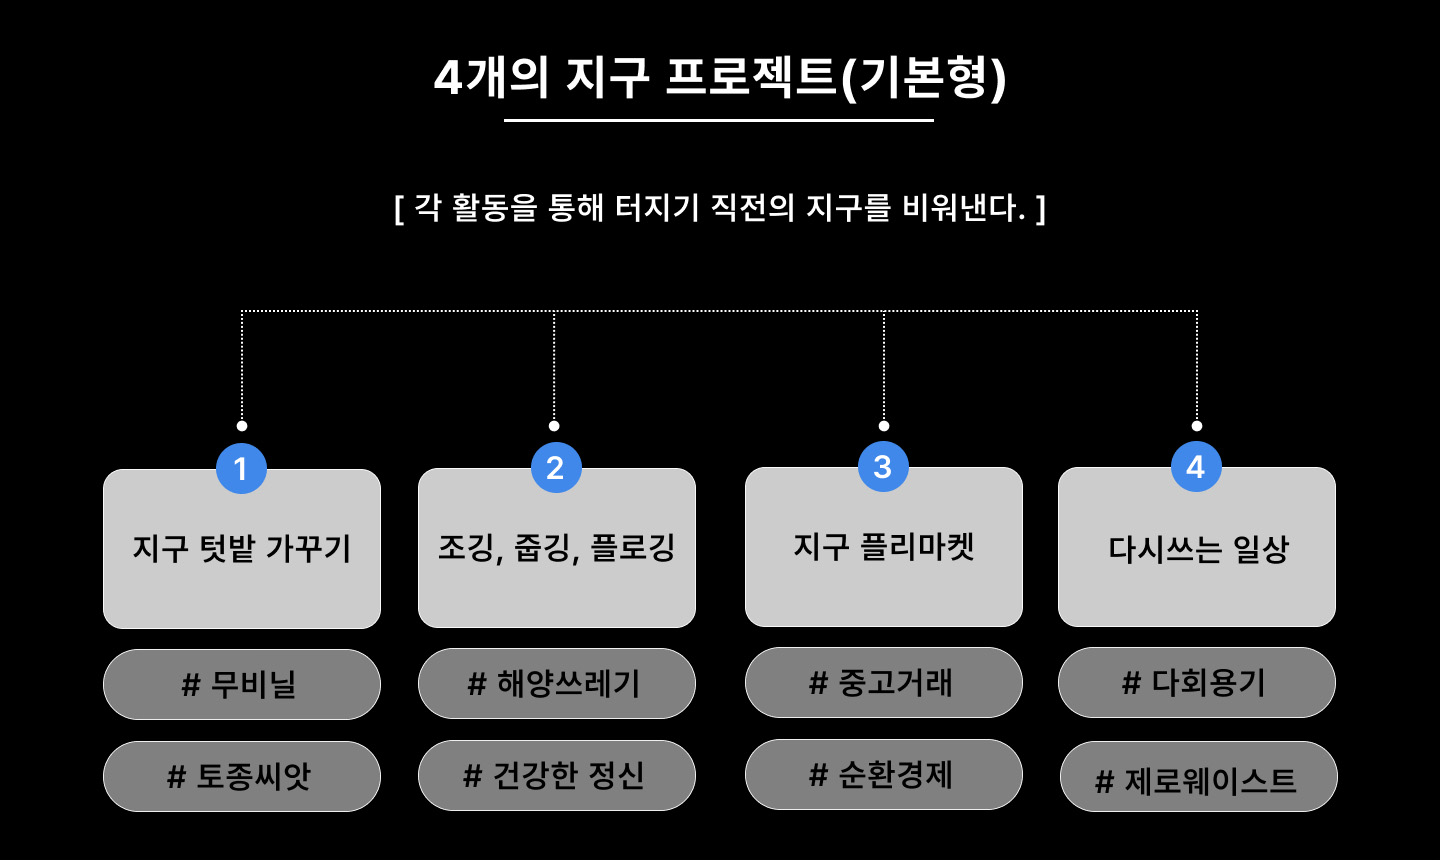 4개의 지구 프로젝트(기본형)
[ 각 활동을 통해 터지기 직전의 지구를 비워낸다. ]
1
지구 텃밭 가꾸기
# 무비닐
# 토종씨앗
2
조깅, 줍깅, 플로깅
# 해양쓰레기
# 건강한 정신
3
지구 플리마켓
# 중고거래
# 순환경제
4
다시쓰는 일상
# 다회용기
# 제로웨이스트